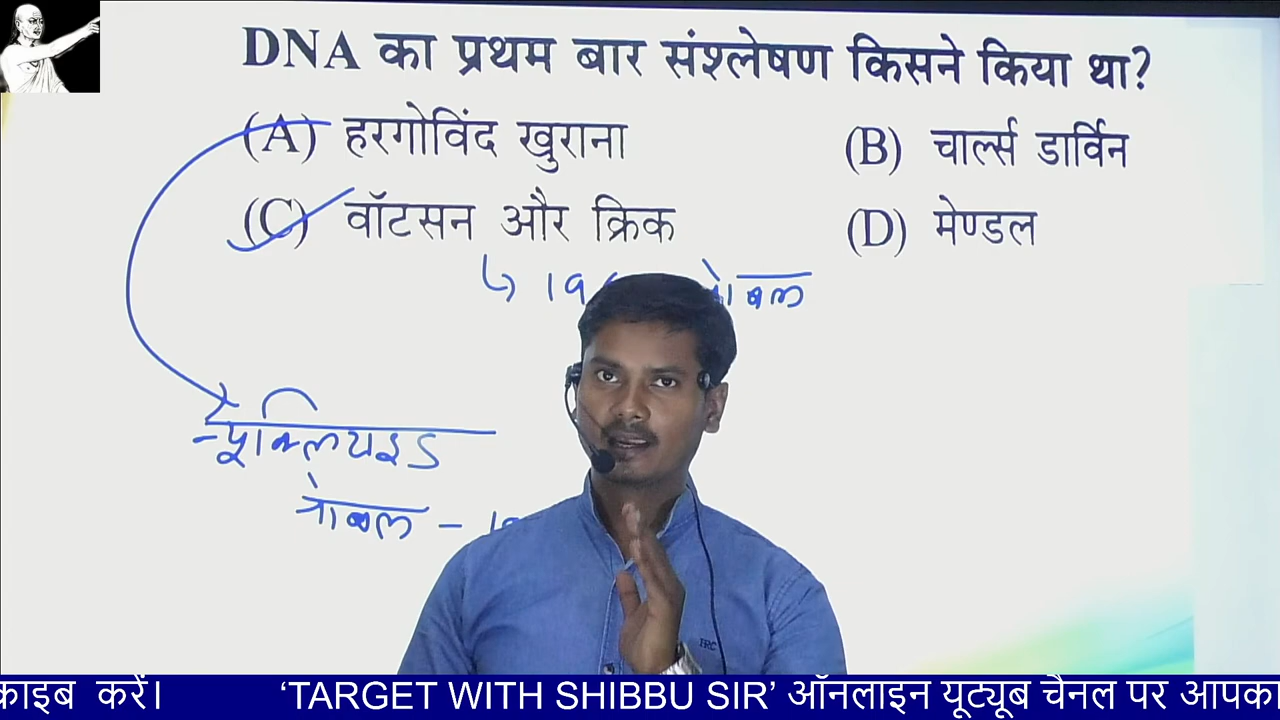 DNA का प्रथम बार संश्लेषण किसने किया था?
(A) हरगोविंद खुराना (B) चार्ल्स डार्विन
(C) वॉटसन और क्रिक (D) मेण्डल
नोबल
काइब करें। ‘TARGET WITH SHIBBU SIR’ ऑनलाइन यूट्यूब चैनल पर आपका